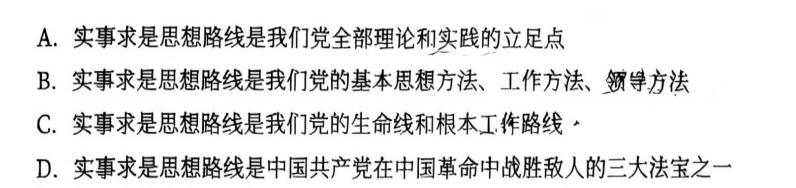 A. 实事求是思想路线是我们党全部理论和实践的立足点
B. 实事求是思想路线是我们党的基本思想方法、工作方法、领导方法
C. 实事求是思想路线是我们党的生命线和根本工作路线
D. 实事求是思想路线是中国共产党在中国革命中战胜敌人的三大法宝之一